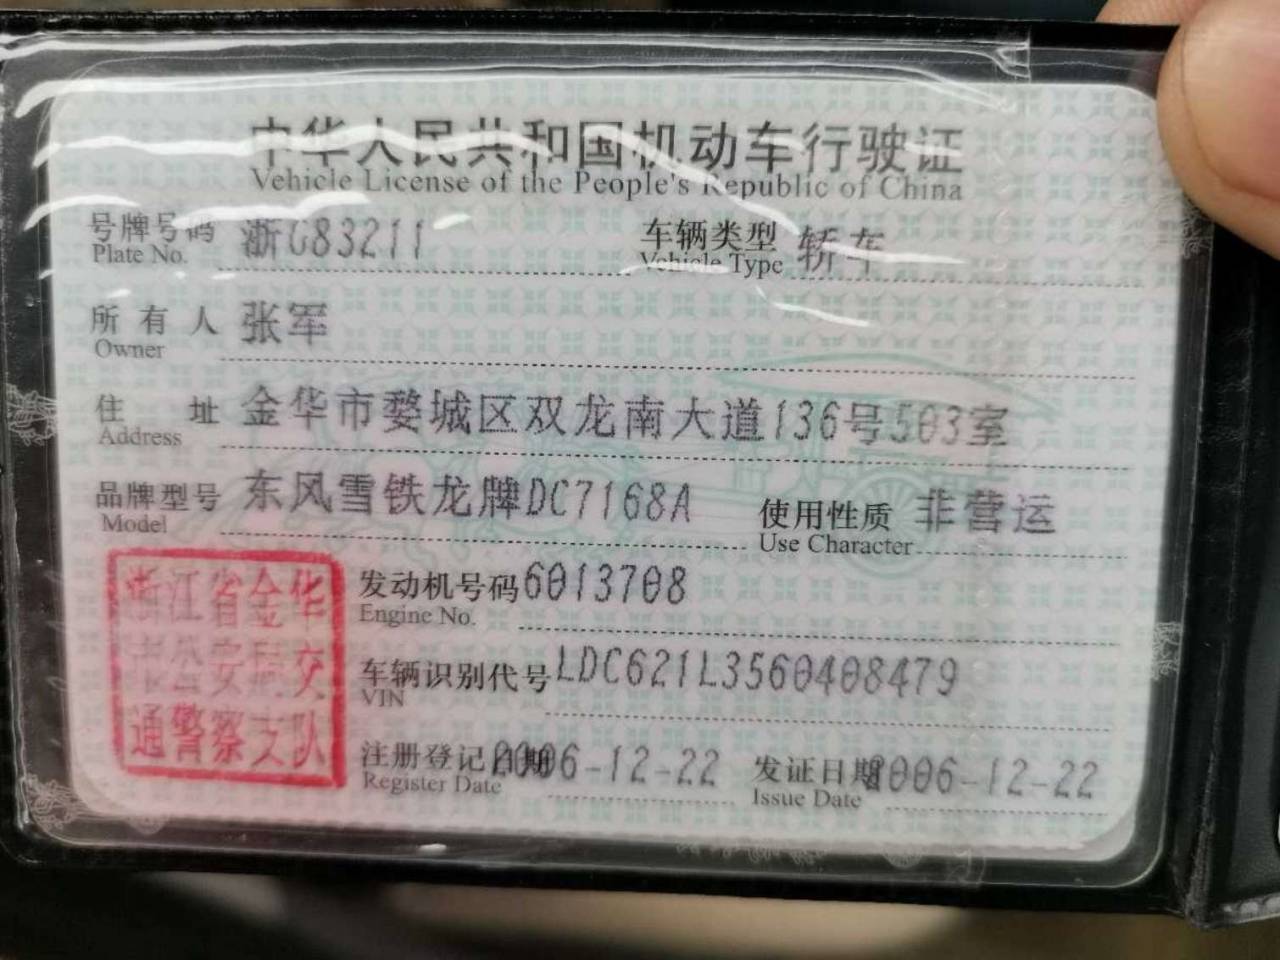 中华人民共和国机动车行驶证
Vehicle License of the People's Republic of China
号牌号码 浙G83211 车辆类型 轿车
Plate No. Vehicle Type
所有人 张军
Owner
住址 金华市婺城区双龙南大道136号503室
Address
品牌型号 东风雪铁龙牌DC7168A 使用性质 非营运
Model Use Character
浙江省金华
市公安局交
通警察支队
发动机号码 6013708
Engine No.
车辆识别代号 LDC621L3560408479
VIN
注册登记日期 2006-12-22 发证日期 2006-12-22
Register Date Issue Date